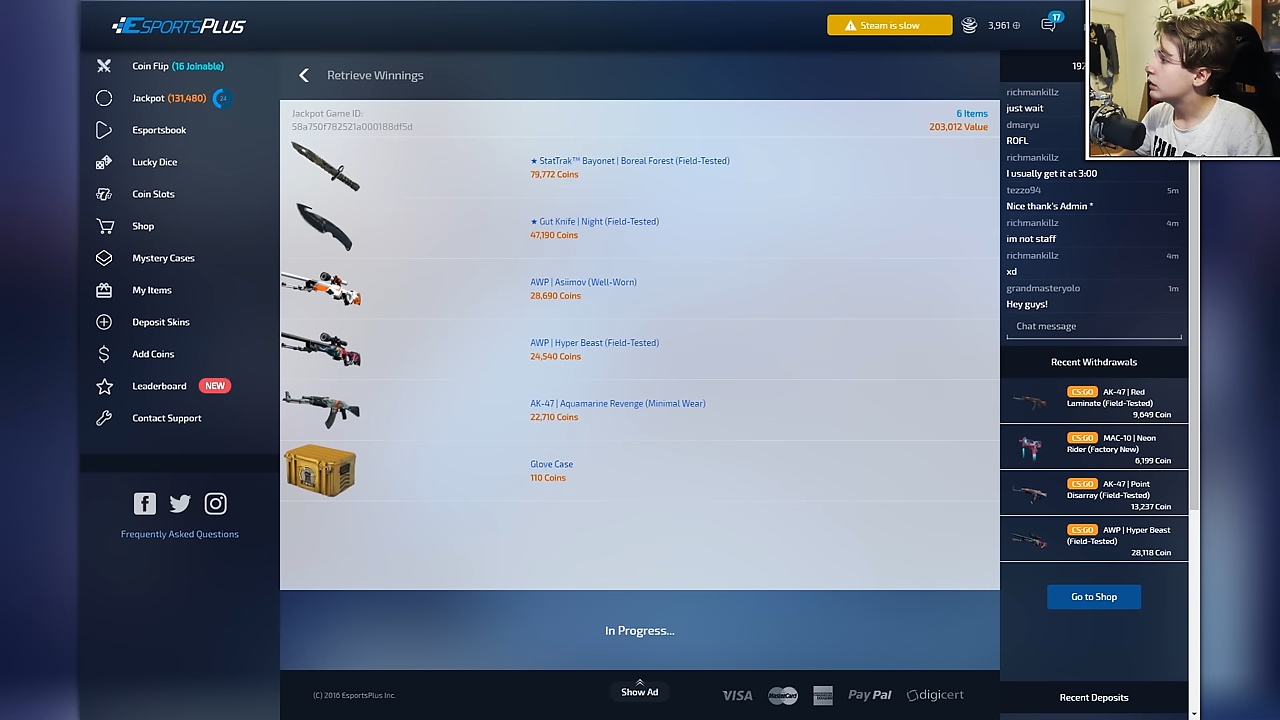 ESPORTSPLUS
Steam is slow
3,961
17
Coin Flip (16 Joinable)
Jackpot (131,480) 24
Esportsbook
Lucky Dice
Coin Slots
Shop
Mystery Cases
My Items
Deposit Skins
$ Add Coins
Leaderboard NEW
Contact Support
Frequently Asked Questions
Retrieve Winnings
Jackpot Game ID:
58a750f782521a000188df5d
6 Items
203,012 Value
★ StatTrak™ Bayonet | Boreal Forest (Field-Tested)
79,772 Coins
★ Gut Knife | Night (Field-Tested)
47,190 Coins
AWP | Asiimov (Well-Worn)
28,690 Coins
AWP | Hyper Beast (Field-Tested)
24,540 Coins
AK-47 | Aquamarine Revenge (Minimal Wear)
22,710 Coins
Glove Case
110 Coins
In Progress...
(C) 2016 EsportsPlus Inc.
Show Ad
VISA MasterCard PayPal digicert
192
richmankillz
just wait
dmaryu
ROFL
richmankillz
I usually get it at 3:00
tezzo94 5m
Nice thank's Admin *
richmankillz 4m
im not staff
richmankillz 4m
xd
grandmasteryolo 1m
Hey guys!
Chat message
Recent Withdrawals
CS:GO AK-47 | Red
Laminate (Field-Tested)
9,649 Coin
CS:GO MAC-10 | Neon
Rider (Factory New)
6,199 Coin
CS:GO AK-47 | Point
Disarray (Field-Tested)
13,237 Coin
CS:GO AWP | Hyper Beast
(Field-Tested)
28,118 Coin
Go to Shop
Recent Deposits